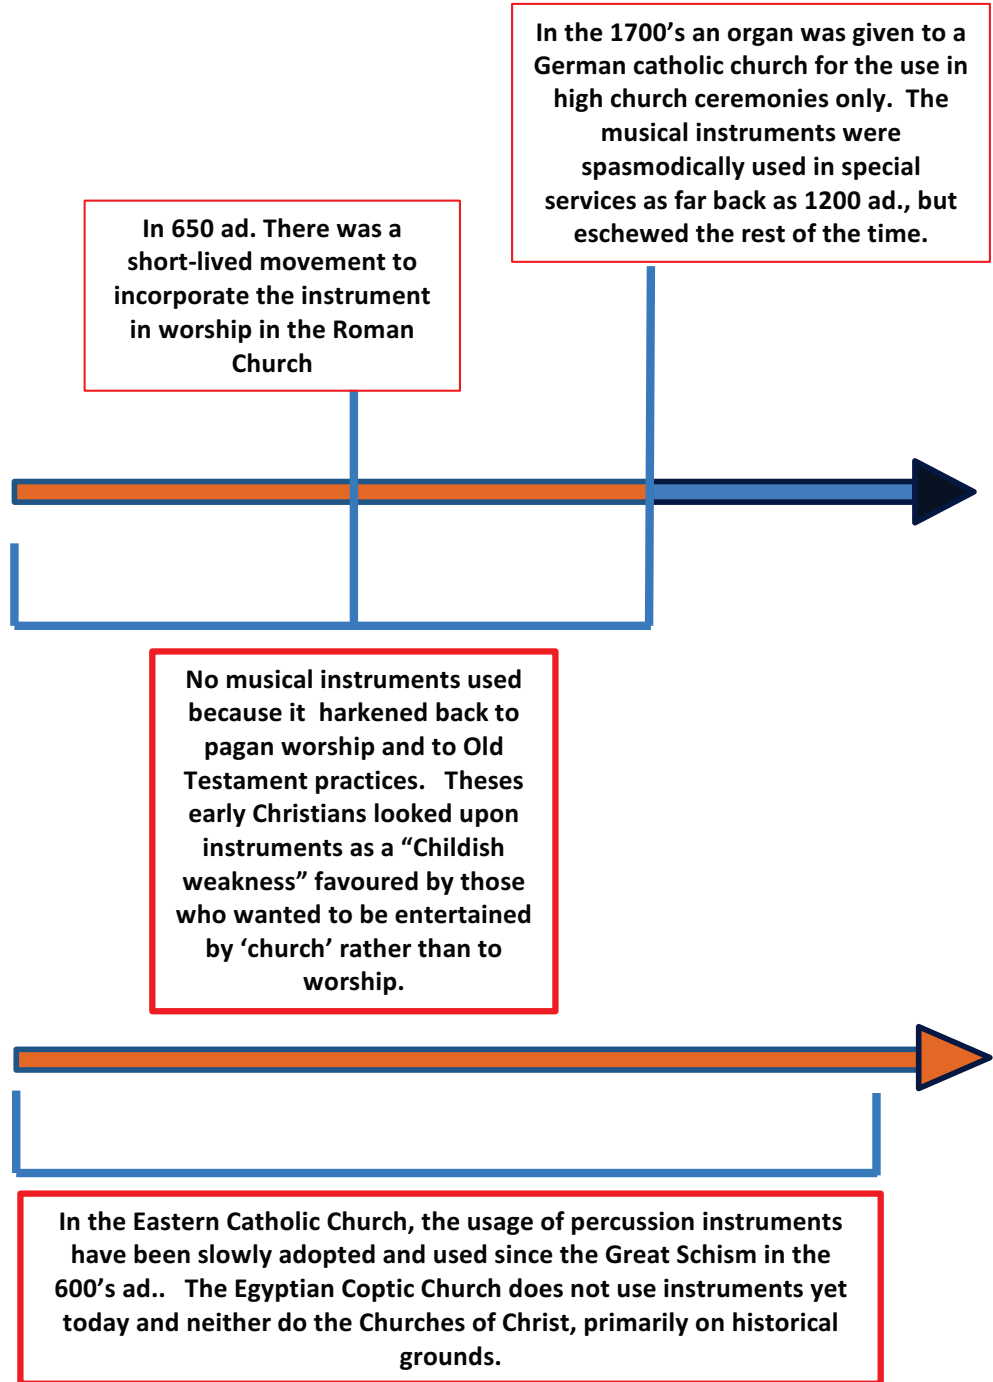 In the 1700’s an organ was given to a
German catholic church for the use in
high church ceremonies only.  The
musical instruments were
spasmodically used in special
services as far back as 1200 ad., but
eschewed the rest of the time.
In 650 ad. There was a
short-lived movement to
incorporate the instrument
in worship in the Roman
Church
No musical instruments used
because it  harkened back to
pagan worship and to Old
Testament practices.   Theses
early Christians looked upon
instruments as a “Childish
weakness” favoured by those
who wanted to be entertained
by ‘church’ rather than to
worship.
In the Eastern Catholic Church, the usage of percussion instruments
have been slowly adopted and used since the Great Schism in the
600’s ad..   The Egyptian Coptic Church does not use instruments yet
today and neither do the Churches of Christ, primarily on historical
grounds.